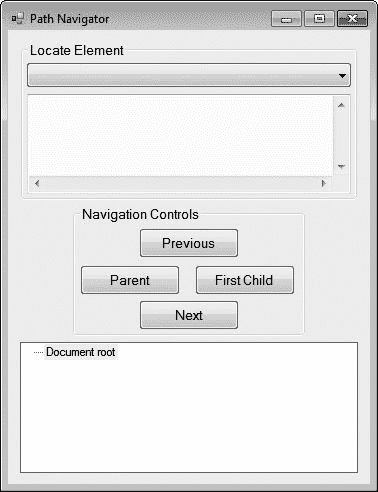 Path Navigator
Locate Element
Navigation Controls
Previous
Parent First Child
Next
Document root